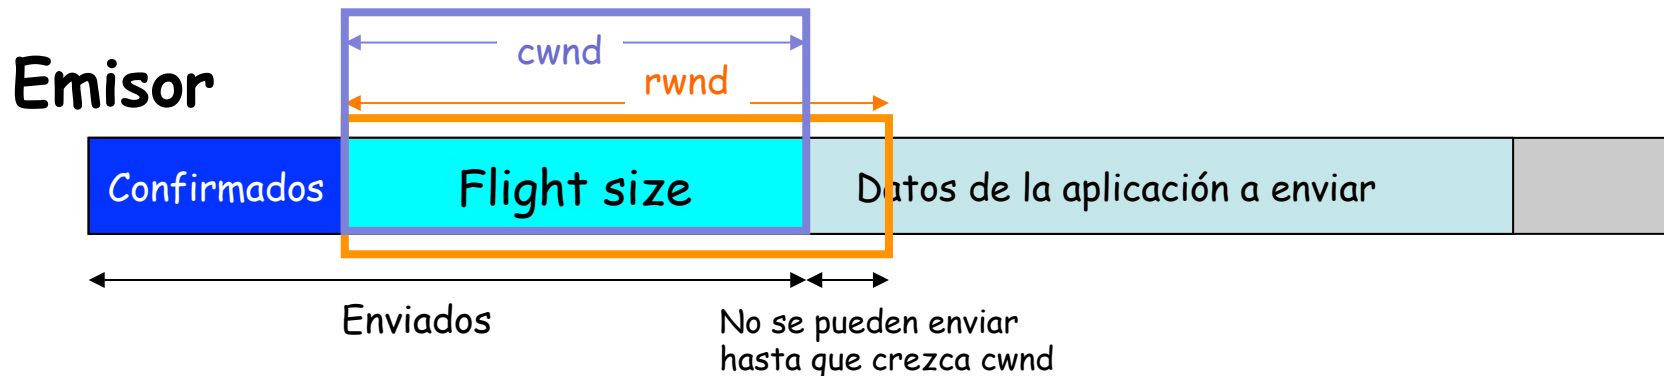 cwnd
Emisor
rwnd
Confirmados
Flight size
Datos de la aplicación a enviar
Enviados
No se pueden enviar
hasta que crezca cwnd